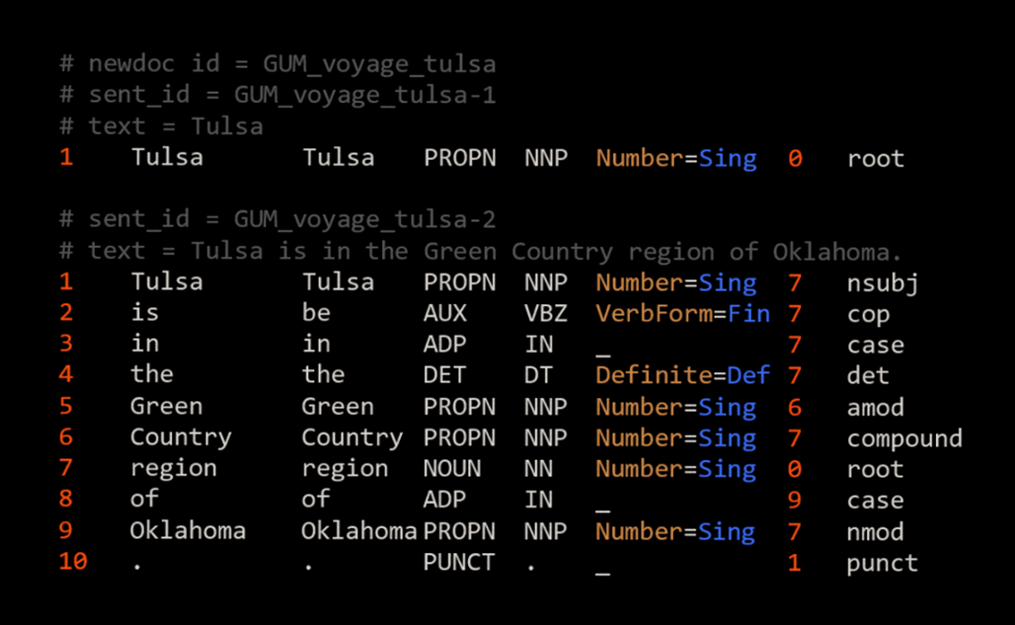 # newdoc id = GUM_voyage_tulsa
# sent_id = GUM_voyage_tulsa-1
# text = Tulsa
1 Tulsa Tulsa PROPN NNP Number=Sing 0 root
# sent_id = GUM_voyage_tulsa-2
# text = Tulsa is in the Green Country region of Oklahoma.
1 Tulsa Tulsa PROPN NNP Number=Sing 7 nsubj
2 is be AUX VBZ VerbForm=Fin 7 cop
3 in in ADP IN _ 7 case
4 the the DET DT Definite=Def 7 det
5 Green Green PROPN NNP Number=Sing 6 amod
6 Country Country PROPN NNP Number=Sing 7 compound
7 region region NOUN NN Number=Sing 0 root
8 of of ADP IN _ 9 case
9 Oklahoma Oklahoma PROPN NNP Number=Sing 7 nmod
10 . . PUNCT . _ 1 punct